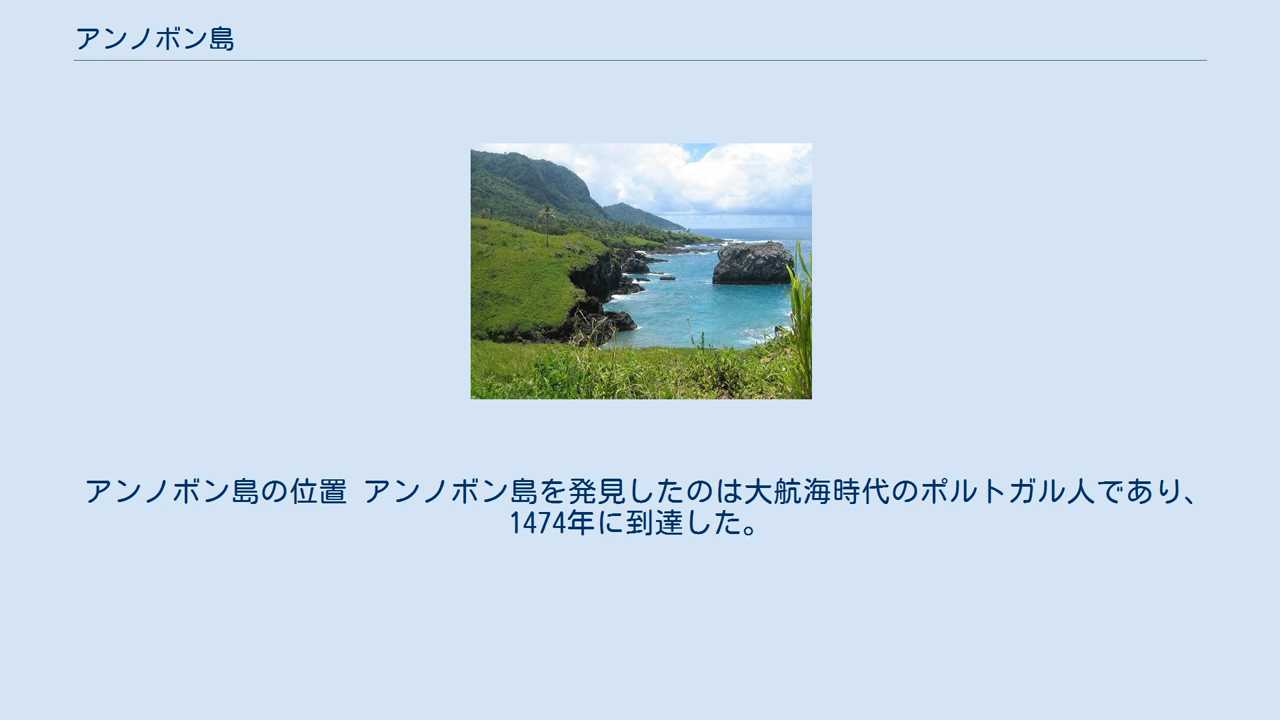 アンノボン島
アンノボン島の位置 アンノボン島を発見したのは大航海時代のポルトガル人であり、
1474年に到達した。